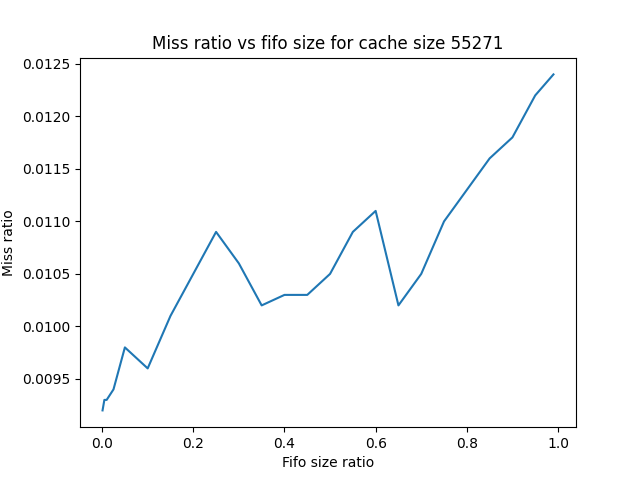 Miss ratio vs fifo size for cache size 55271
0.0125
0.0120
0.0115
0.0110
0.0105
0.0100
0.0095
Miss ratio
0.0 0.2 0.4 0.6 0.8 1.0
Fifo size ratio